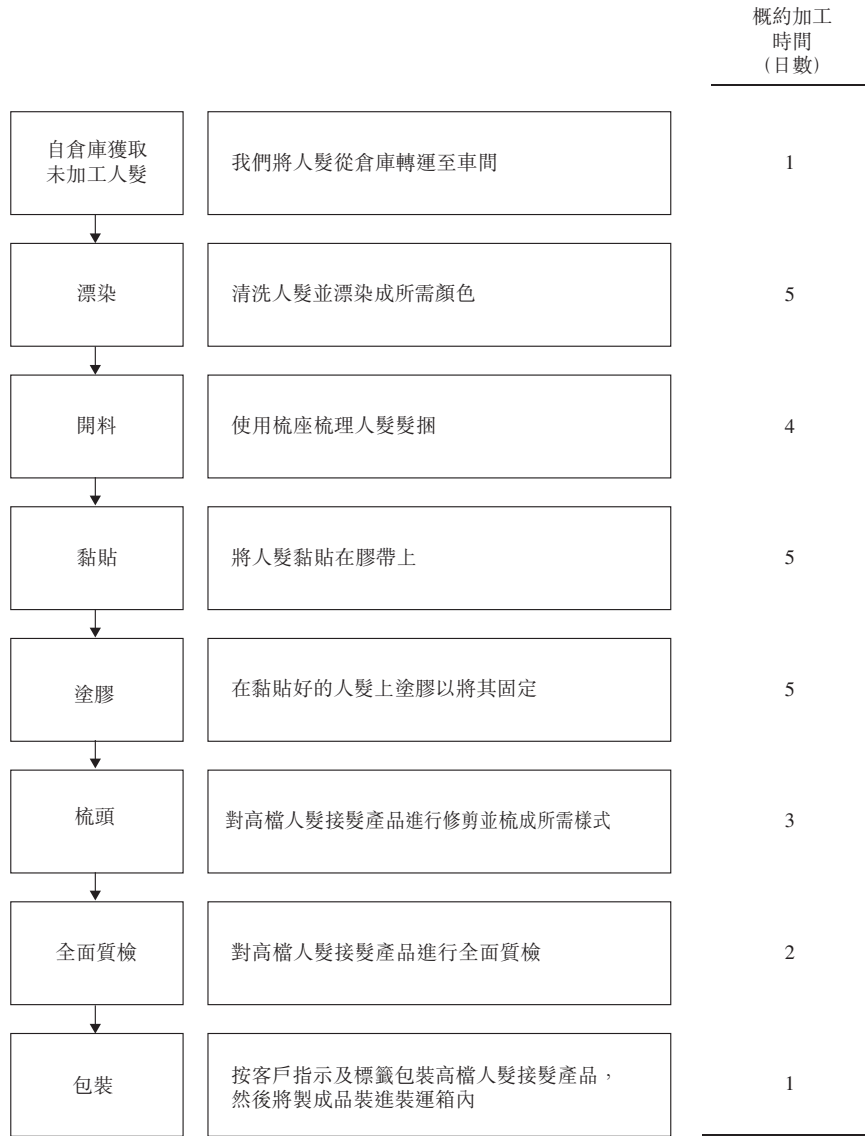 概約加工
時間
(日數)
自倉庫獲取
未加工人髮
我們將人髮從倉庫轉運至車間
1
漂染
清洗人髮並漂染成所需顏色
5
開料
使用梳座梳理人髮髮捆
4
黏貼
將人髮黏貼在膠帶上
5
塗膠
在黏貼好的人髮上塗膠以將其固定
5
梳頭
對高檔人髮接髮產品進行修剪並梳成所需樣式
3
全面質檢
對高檔人髮接髮產品進行全面質檢
2
包裝
按客戶指示及標籤包裝高檔人髮接髮產品，
然後將製成品裝進裝運箱內
1